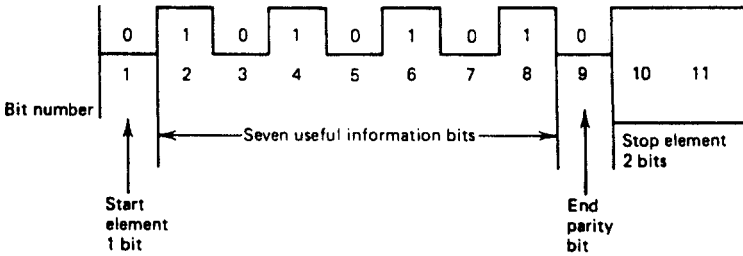 0 1 0 1 0 1 0 1 0
1 2 3 4 5 6 7 8 9 10 11
Bit number
Seven useful information bits
Stop element
2 bits
Start
element
1 bit
End
parity
bit